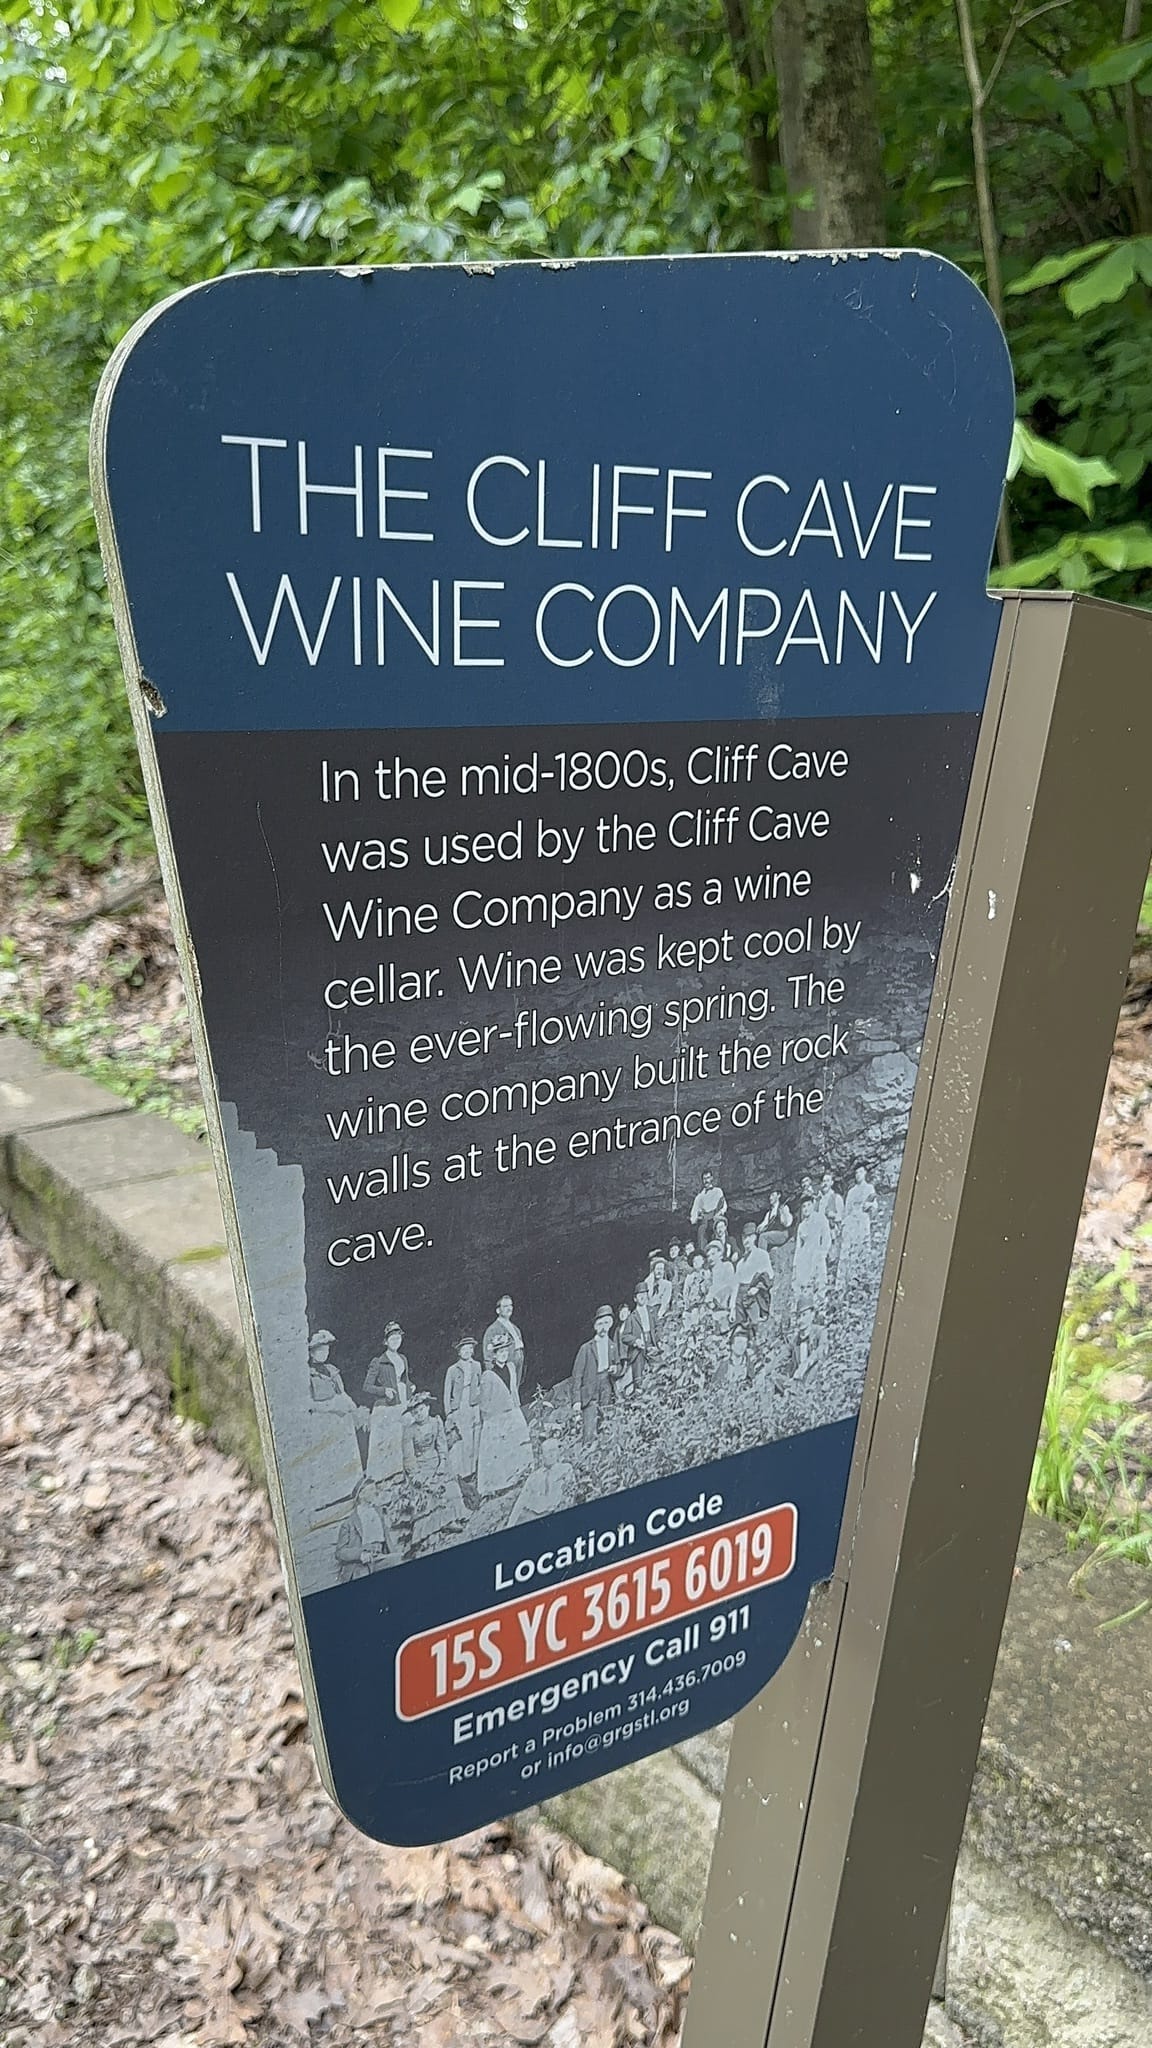 THE CLIFF CAVE
WINE COMPANY
In the mid-1800s, Cliff Cave
was used by the Cliff Cave
Wine Company as a wine
cellar. Wine was kept cool by
the ever-flowing spring. The
wine company built the rock
walls at the entrance of the
cave.
Location Code
15S YC 3615 6019
Emergency Call 911
Report a Problem 314.436.7009
or info@grgstl.org